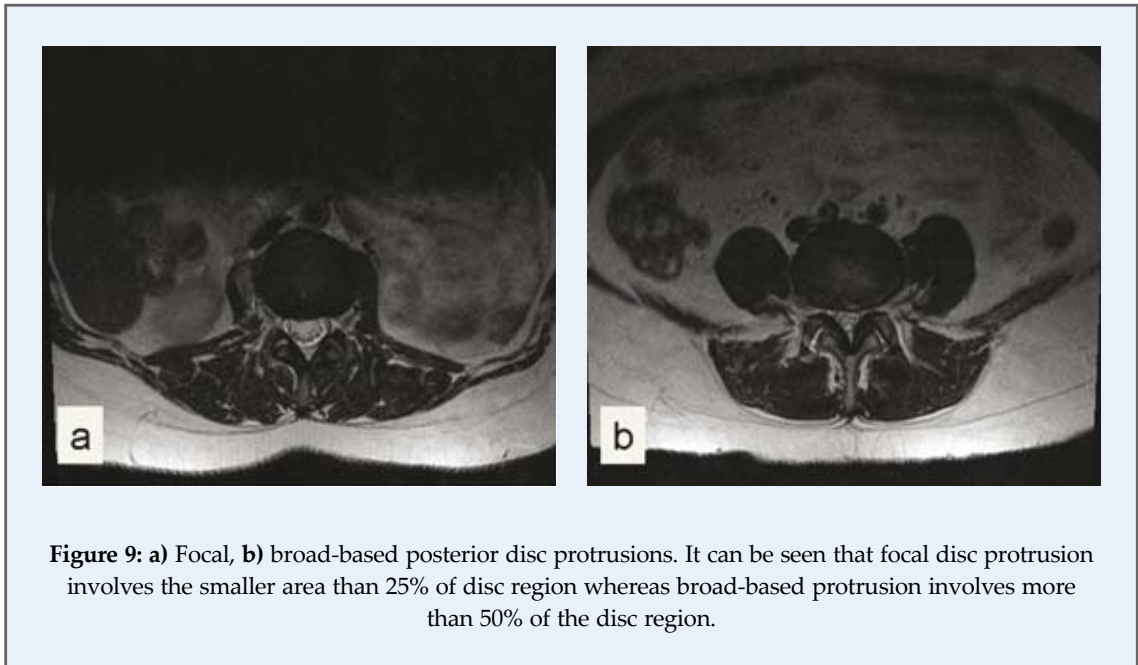 a
b
Figure 9: a) Focal, b) broad-based posterior disc protrusions. It can be seen that focal disc protrusion
involves the smaller area than 25% of disc region whereas broad-based protrusion involves more
than 50% of the disc region.